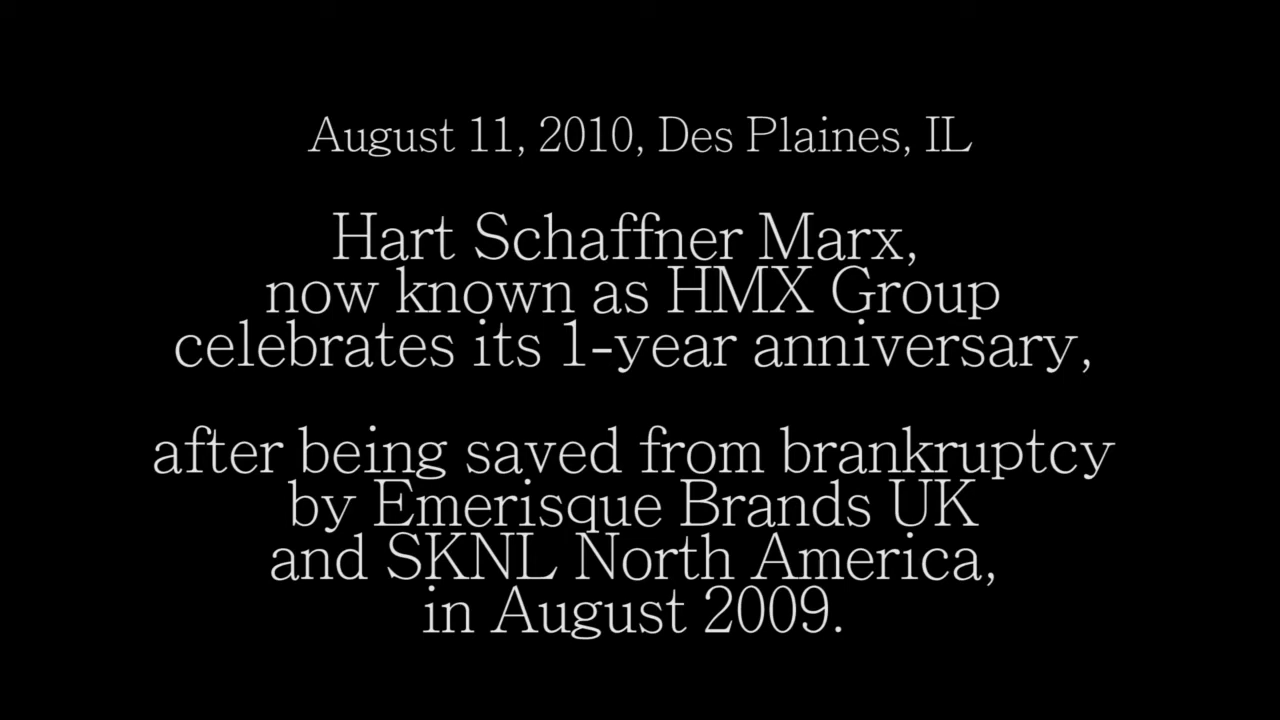 August 11, 2010, Des Plaines, IL
Hart Schaffner Marx,
now known as HMX Group
celebrates its 1-year anniversary,
after being saved from brankruptcy
by Emerisque Brands UK
and SKNL North America,
in August 2009.